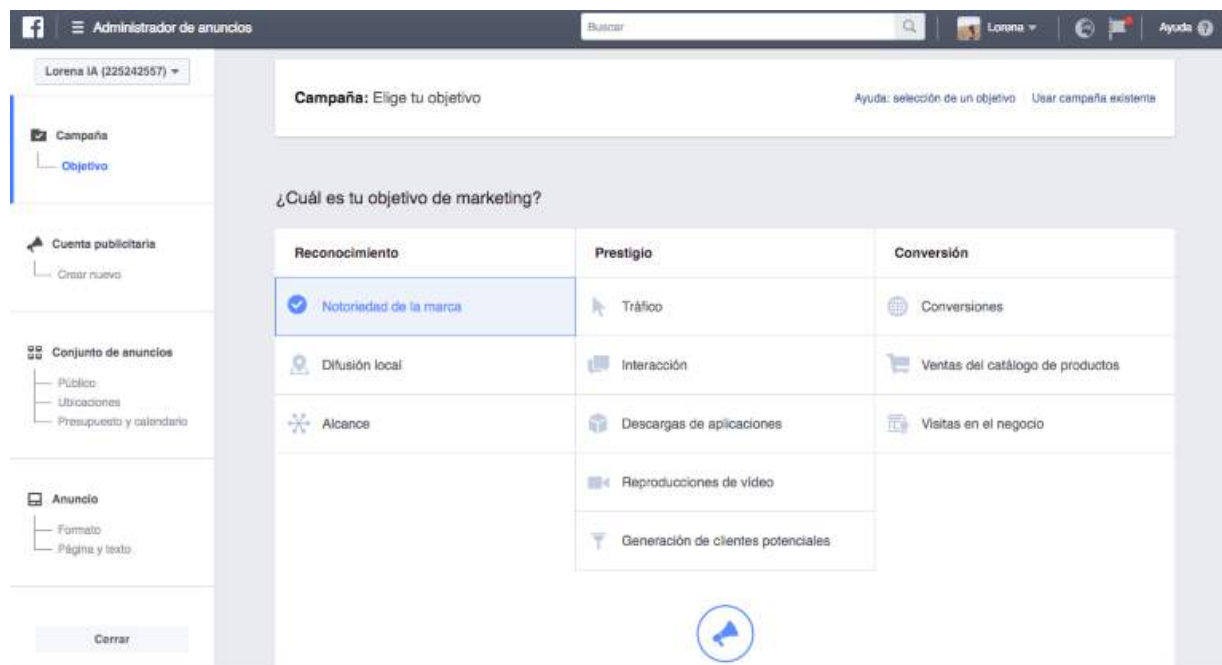 f
Administrador de anuncios
Buscar
Lorena
Ayuda
Lorena IA (225242557)
Campaña
Objetivo
Cuenta publicitaria
Crear nuevo
Conjunto de anuncios
Público
Ubicaciones
Presupuesto y calendario
Anuncio
Formato
Página y texto
Cerrar
Campaña: Elige tu objetivo
Ayuda: selección de un objetivo
Usar campaña existente
¿Cuál es tu objetivo de marketing?
Reconocimiento
Notoriedad de la marca
Difusión local
Alcance
Prestigio
Tráfico
Interacción
Descargas de aplicaciones
Reproducciones de vídeo
Generación de clientes potenciales
Conversión
Conversiones
Ventas del catálogo de productos
Visitas en el negocio